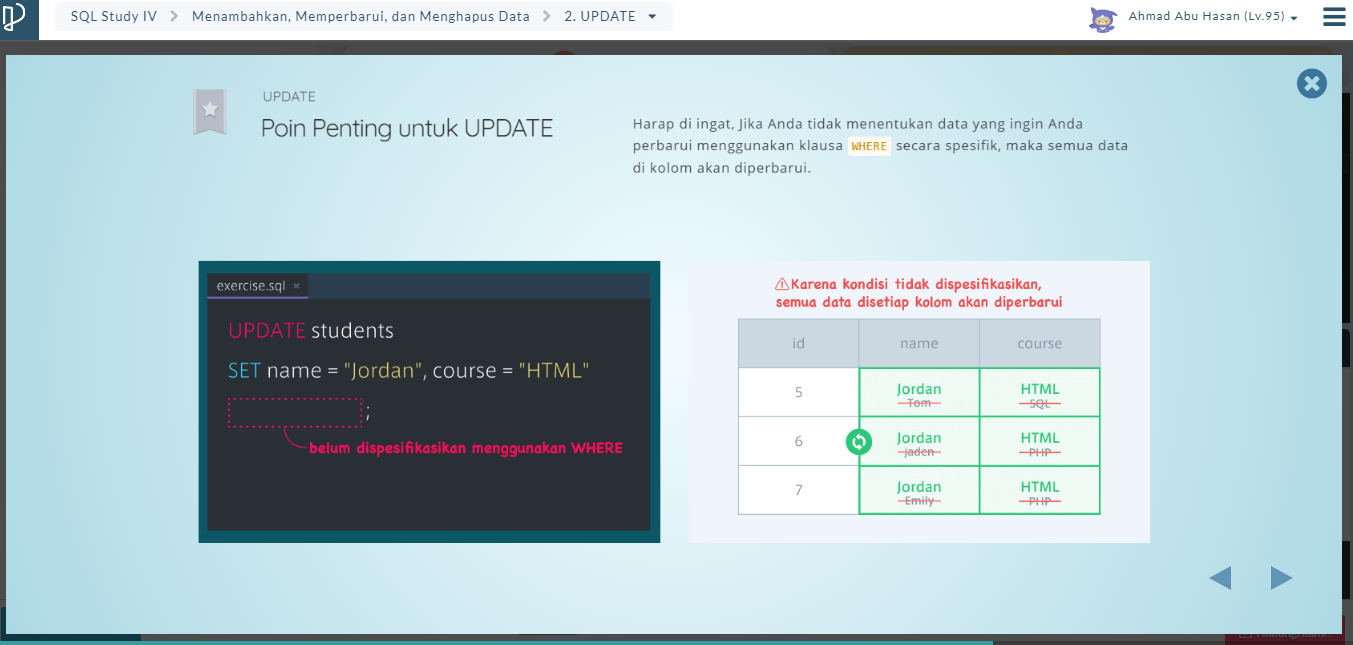 SQL Study IV > Menambahkan, Memperbarui, dan Menghapus Data > 2. UPDATE
Ahmad Abu Hasan (Lv.95)
UPDATE
Poin Penting untuk UPDATE
Harap di ingat, Jika Anda tidak menentukan data yang ingin Anda
perbarui menggunakan klausa WHERE secara spesifik, maka semua data
di kolom akan diperbarui.
exercise.sql ×
UPDATE students
SET name = "Jordan", course = "HTML"
;
belum dispesifikasikan menggunakan WHERE
Karena kondisi tidak dispesifikasikan,
semua data disetiap kolom akan diperbarui
id name course
5 Jordan HTML
Tom SQL
6 Jordan HTML
jaden PHP
7 Jordan HTML
Emily PHP